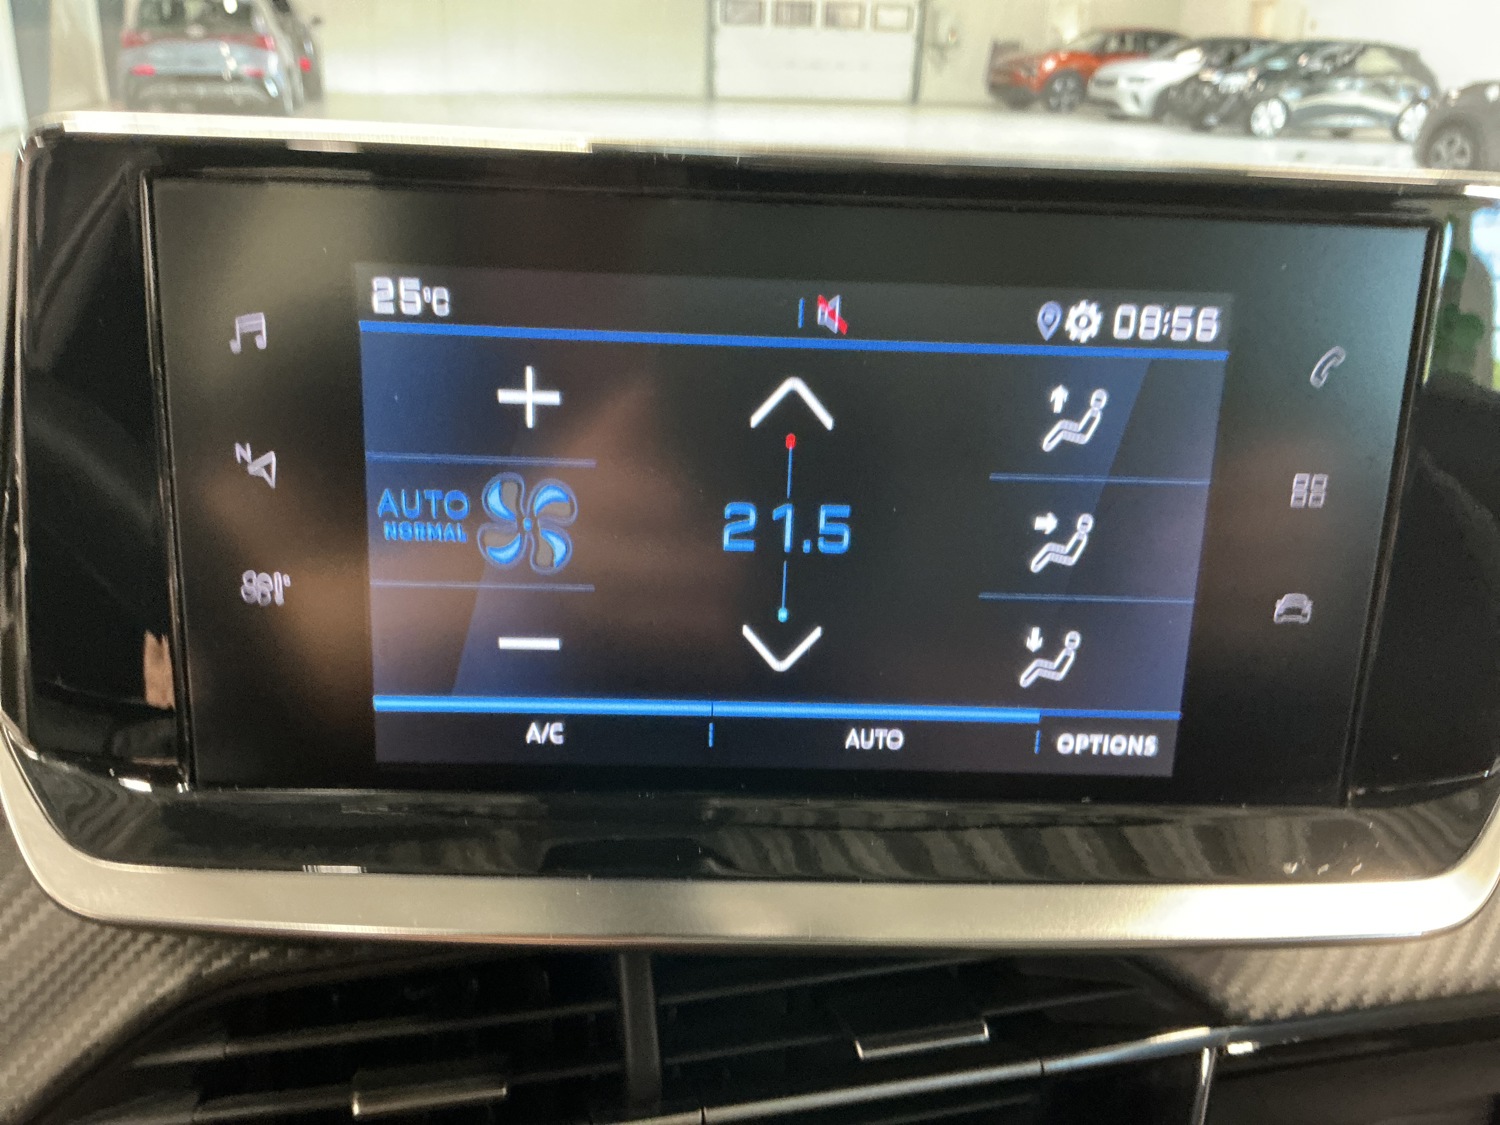 25°C
08:56
N
AUTO
NORMAL
21.5
A/C
AUTO
OPTIONS